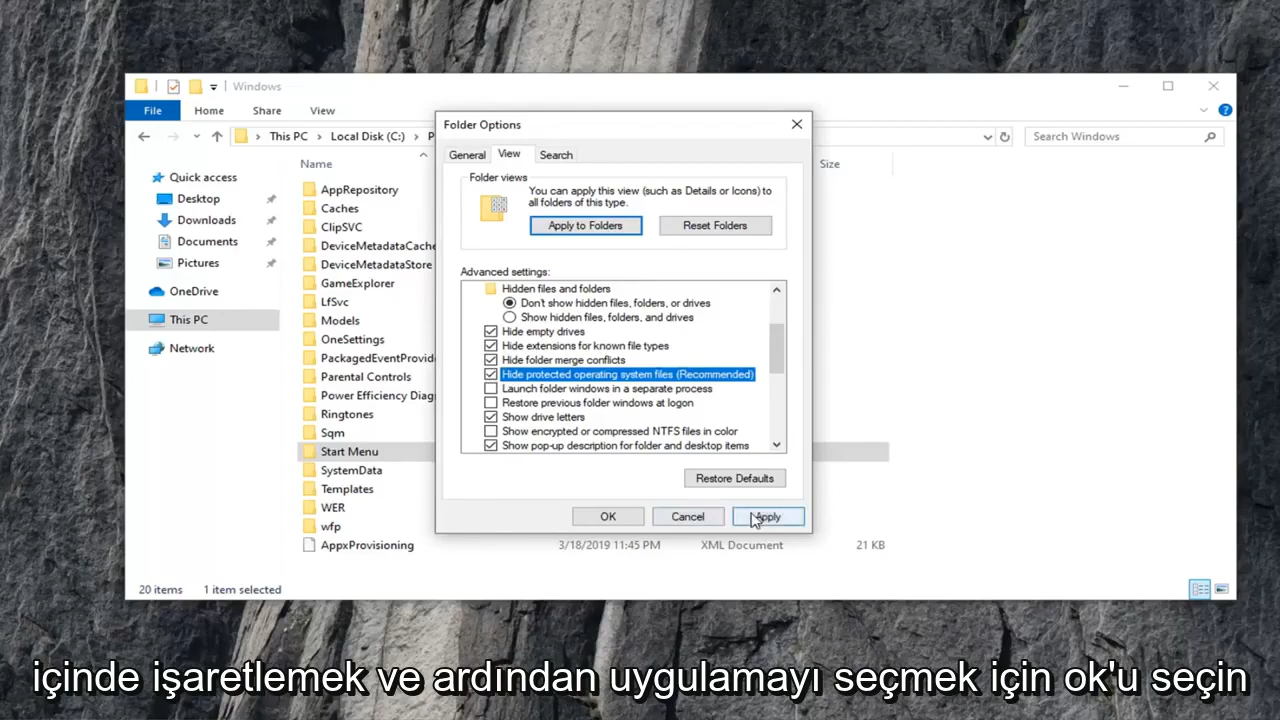 Windows
File Home Share View
This PC > Local Disk (C:) > P
Search Windows
Folder Options
General View Search
Folder views
You can apply this view (such as Details or Icons) to
all folders of this type.
Apply to Folders Reset Folders
Advanced settings:
Hidden files and folders
Don't show hidden files, folders, or drives
Show hidden files, folders, and drives
Hide empty drives
Hide extensions for known file types
Hide folder merge conflicts
Hide protected operating system files (Recommended)
Launch folder windows in a separate process
Restore previous folder windows at logon
Show drive letters
Show encrypted or compressed NTFS files in color
Show pop-up description for folder and desktop items
Restore Defaults
OK Cancel Apply
Quick access
Desktop
Downloads
Documents
Pictures
OneDrive
This PC
Network
Name Size
AppRepository
Caches
ClipSVC
DeviceMetadataCache
DeviceMetadataStore
GameExplorer
LfSvc
Models
OneSettings
PackagedEventProvide
Parental Controls
Power Efficiency Diagn
Ringtones
Sqm
Start Menu
SystemData
Templates
WER
wfp
AppxProvisioning 3/18/2019 11:45 PM XML Document 21 KB
20 items 1 item selected
içinde işaretlemek ve ardından uygulamayı seçmek için ok'u seçin